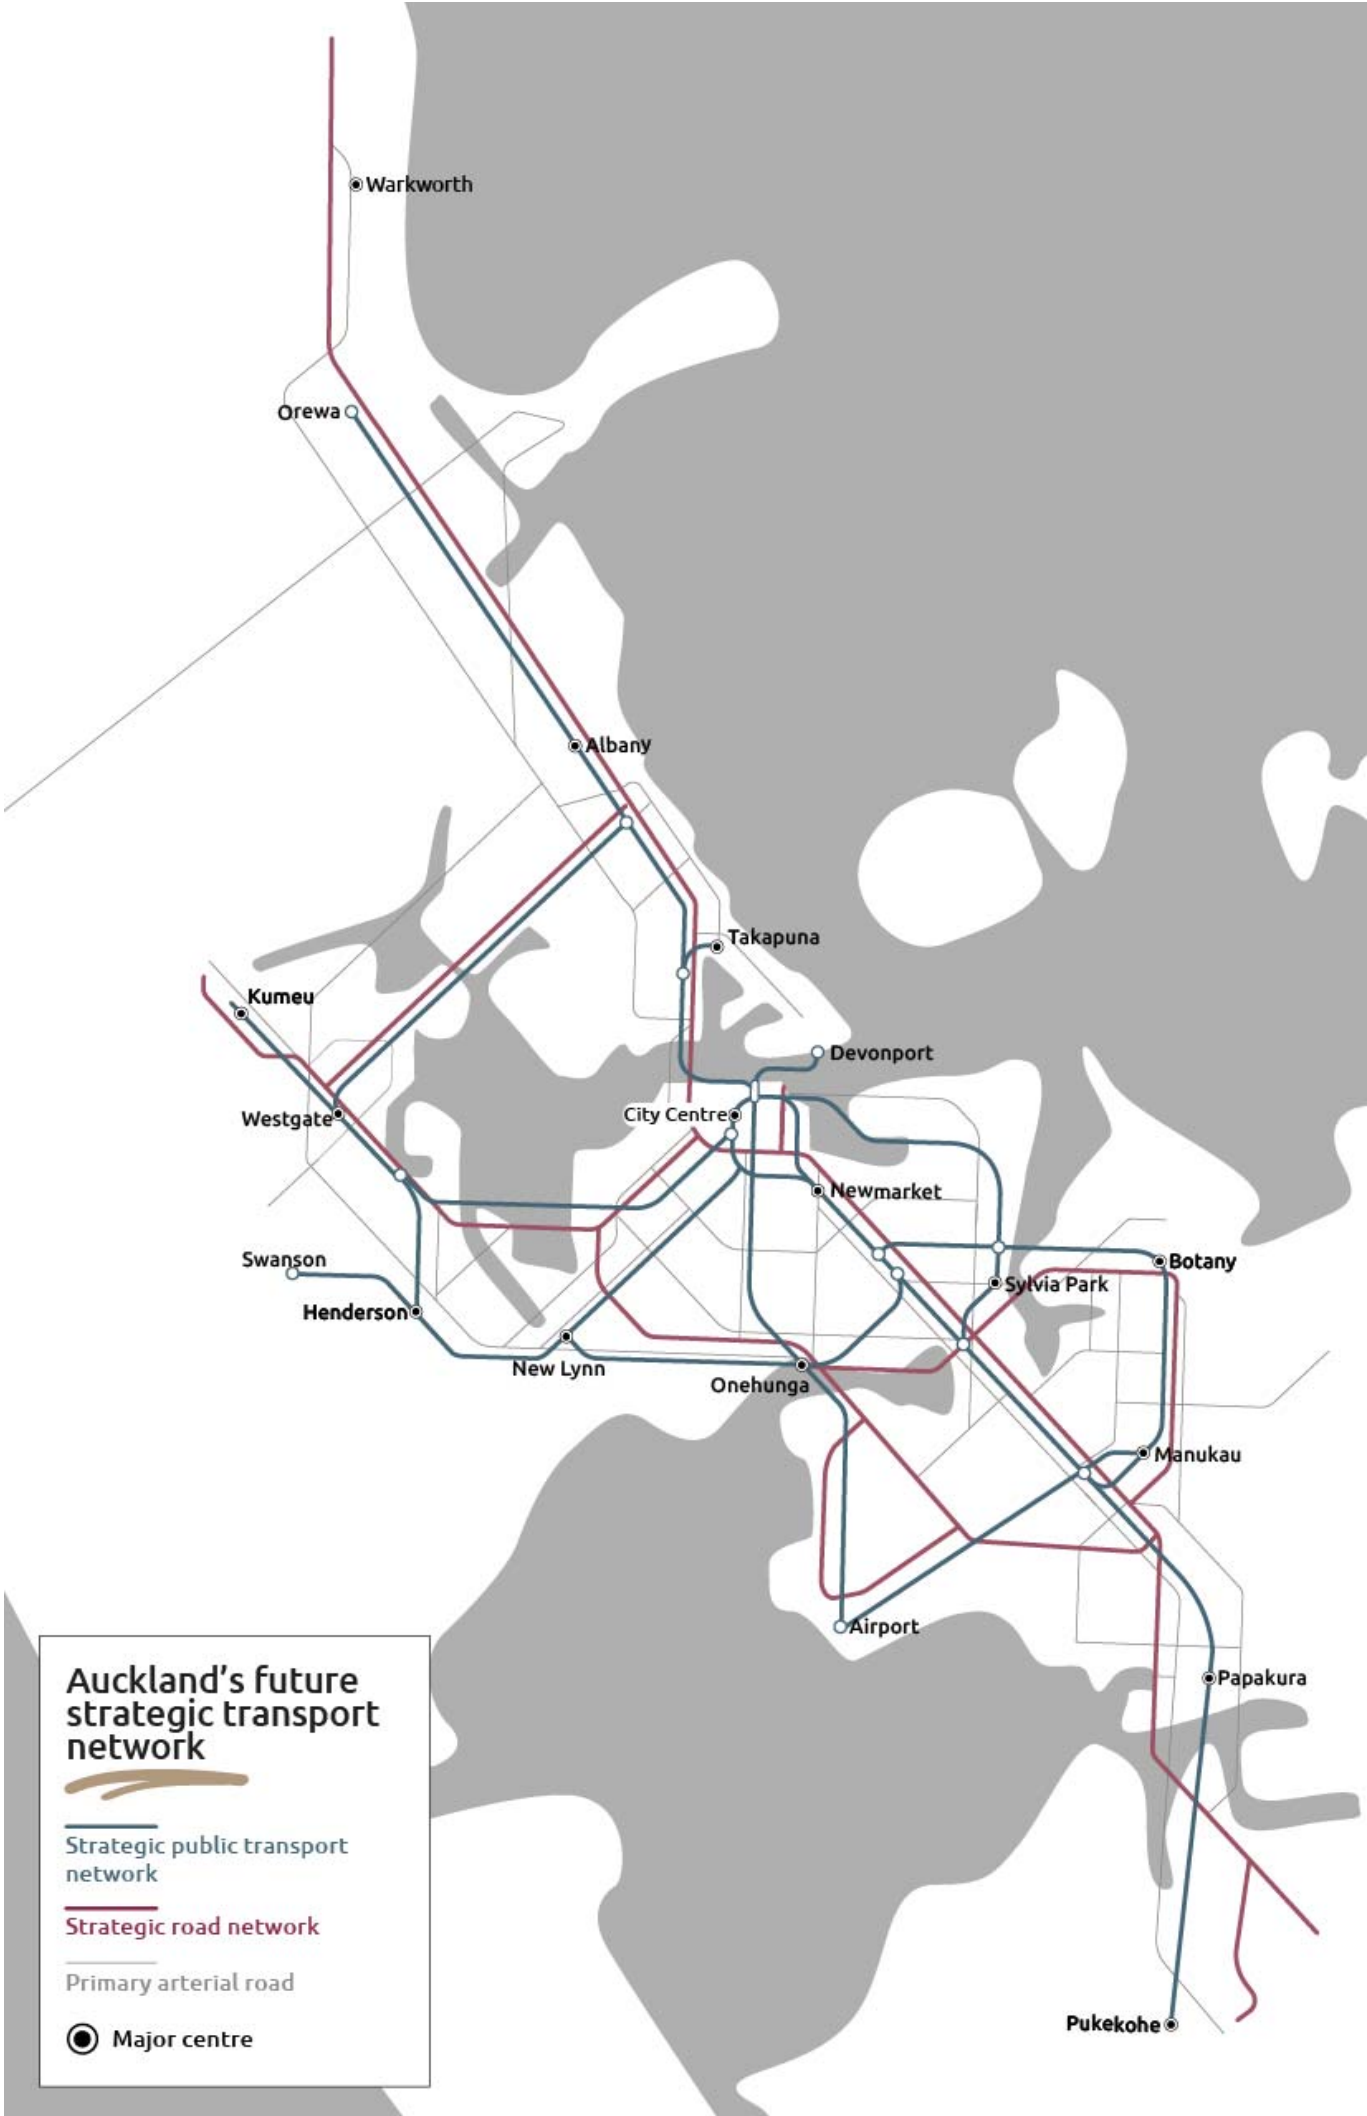 Warkworth
Orewa
Albany
Takapuna
Kumeu
Devonport
City Centre
Westgate
Newmarket
Swanson
Botany
Sylvia Park
Henderson
New Lynn
Onehunga
Manukau
Airport
Papakura
Pukekohe
Auckland's future
strategic transport
network
Strategic public transport
network
Strategic road network
Primary arterial road
Major centre